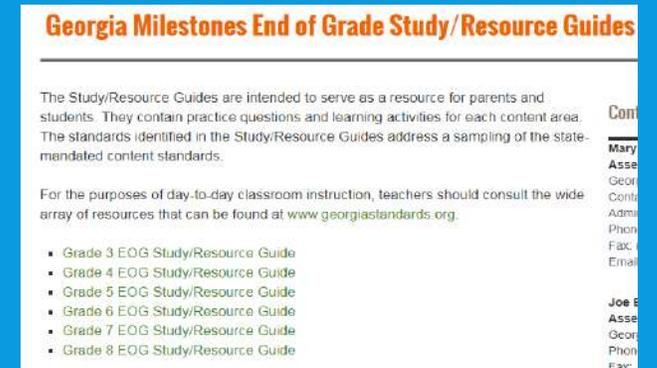 Georgia Milestones End of Grade Study/Resource Guides
The Study/Resource Guides are intended to serve as a resource for parents and
students. They contain practice questions and learning activities for each content area.
The standards identified in the Study/Resource Guides address a sampling of the state-
mandated content standards.
For the purposes of day-to-day classroom instruction, teachers should consult the wide
array of resources that can be found at www.georgiastandards.org.
Grade 3 EOG Study/Resource Guide
Grade 4 EOG Study/Resource Guide
Grade 5 EOG Study/Resource Guide
Grade 6 EOG Study/Resource Guide
Grade 7 EOG Study/Resource Guide
Grade 8 EOG Study/Resource Guide
Mary
Asse
Geor
Conta
Admi
Phon
Fax:
Email
Joe
Asse
Geor
Phon